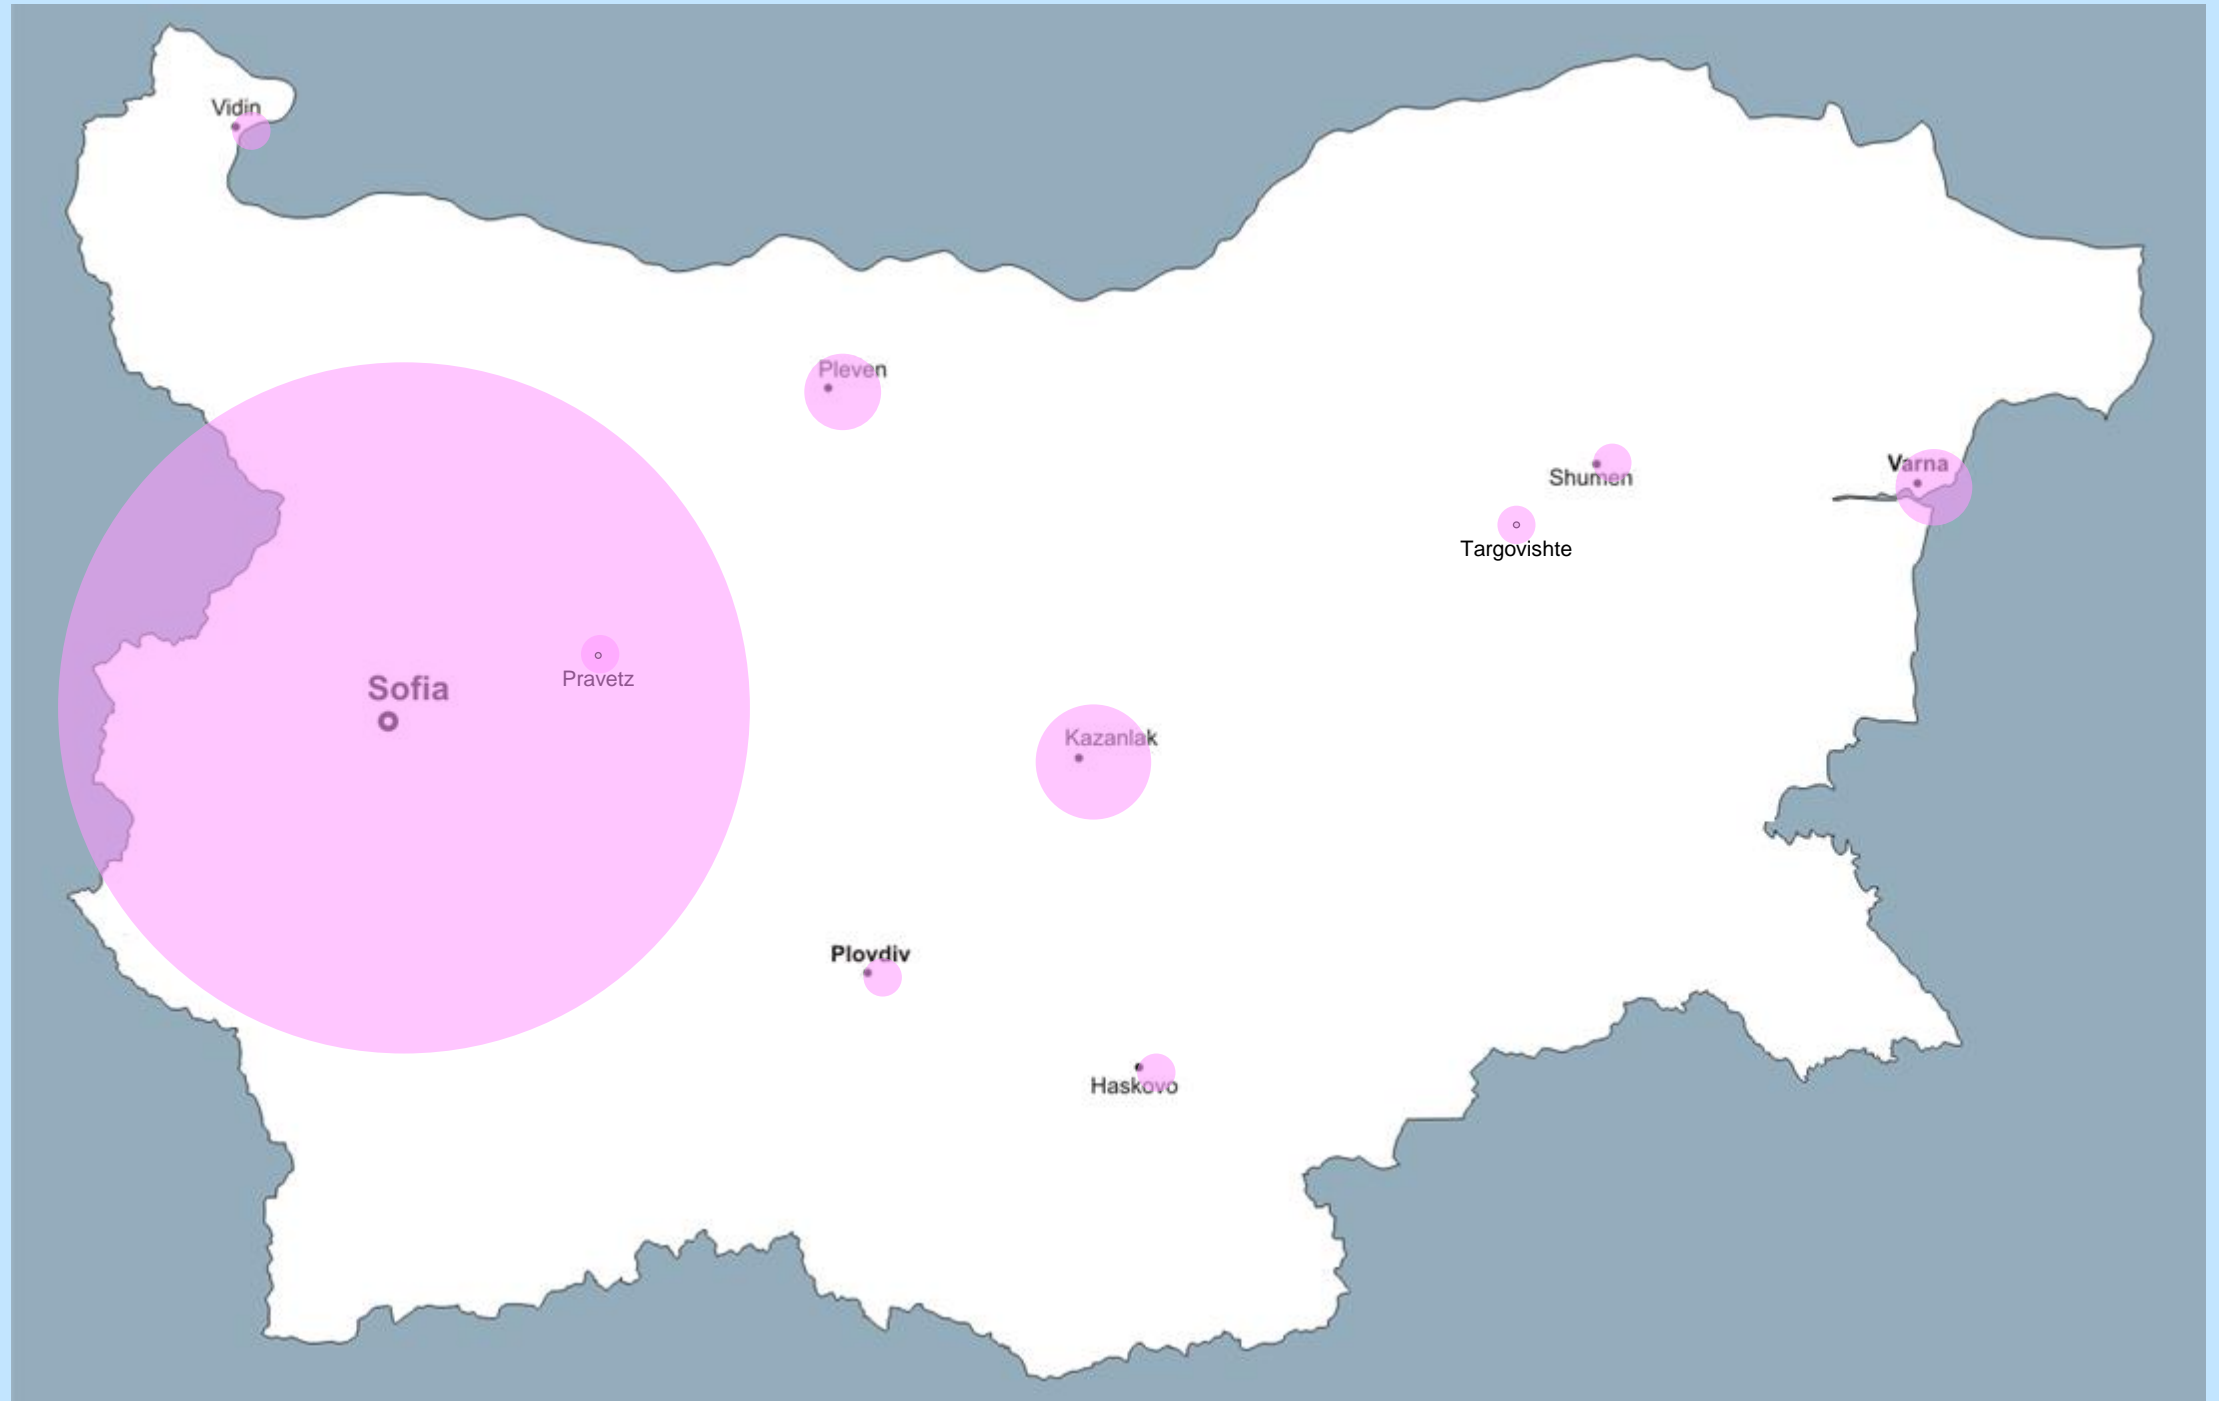 Vidin
Pleven
Varna
Shumen
Targovishte
Pravetz
Sofia
Kazanlak
Plovdiv
Haskovo